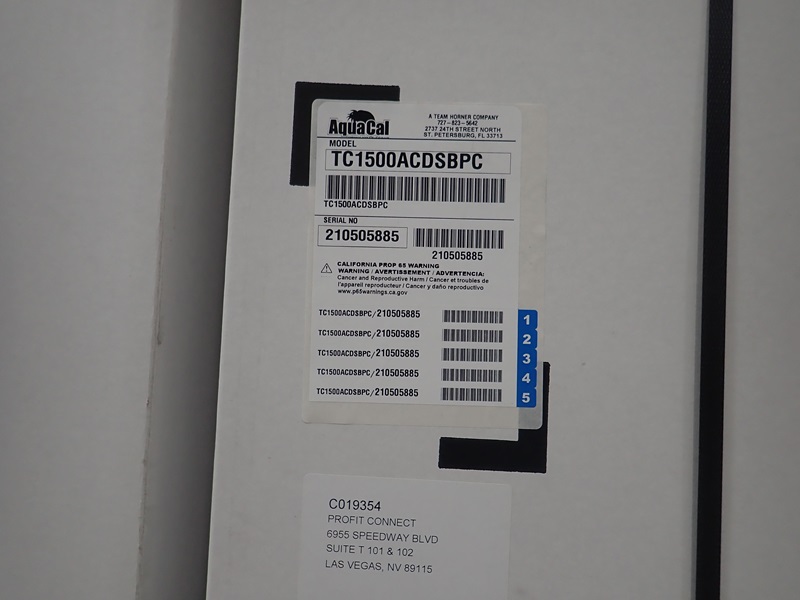 AquaCal
A TEAM HORNER COMPANY
727-823-5642
2737 24TH STREET NORTH
ST. PETERSBURG, FL 33713
MODEL
TC1500ACDSBPC
TC1500ACDSBPC
SERIAL NO
210505885
210505885
CALIFORNIA PROP 65 WARNING
WARNING / AVERTISSEMENT / ADVERTENCIA:
Cancer and Reproductive Harm / Cancer et troubles de
l'appareil reproducteur / Cancer y daño reproductivo
www.p65warnings.ca.gov
TC1500ACDSBPC/210505885 1
TC1500ACDSBPC/210505885 2
TC1500ACDSBPC/210505885 3
TC1500ACDSBPC/210505885 4
TC1500ACDSBPC/210505885 5
C019354
PROFIT CONNECT
6955 SPEEDWAY BLVD
SUITE T 101 & 102
LAS VEGAS, NV 89115